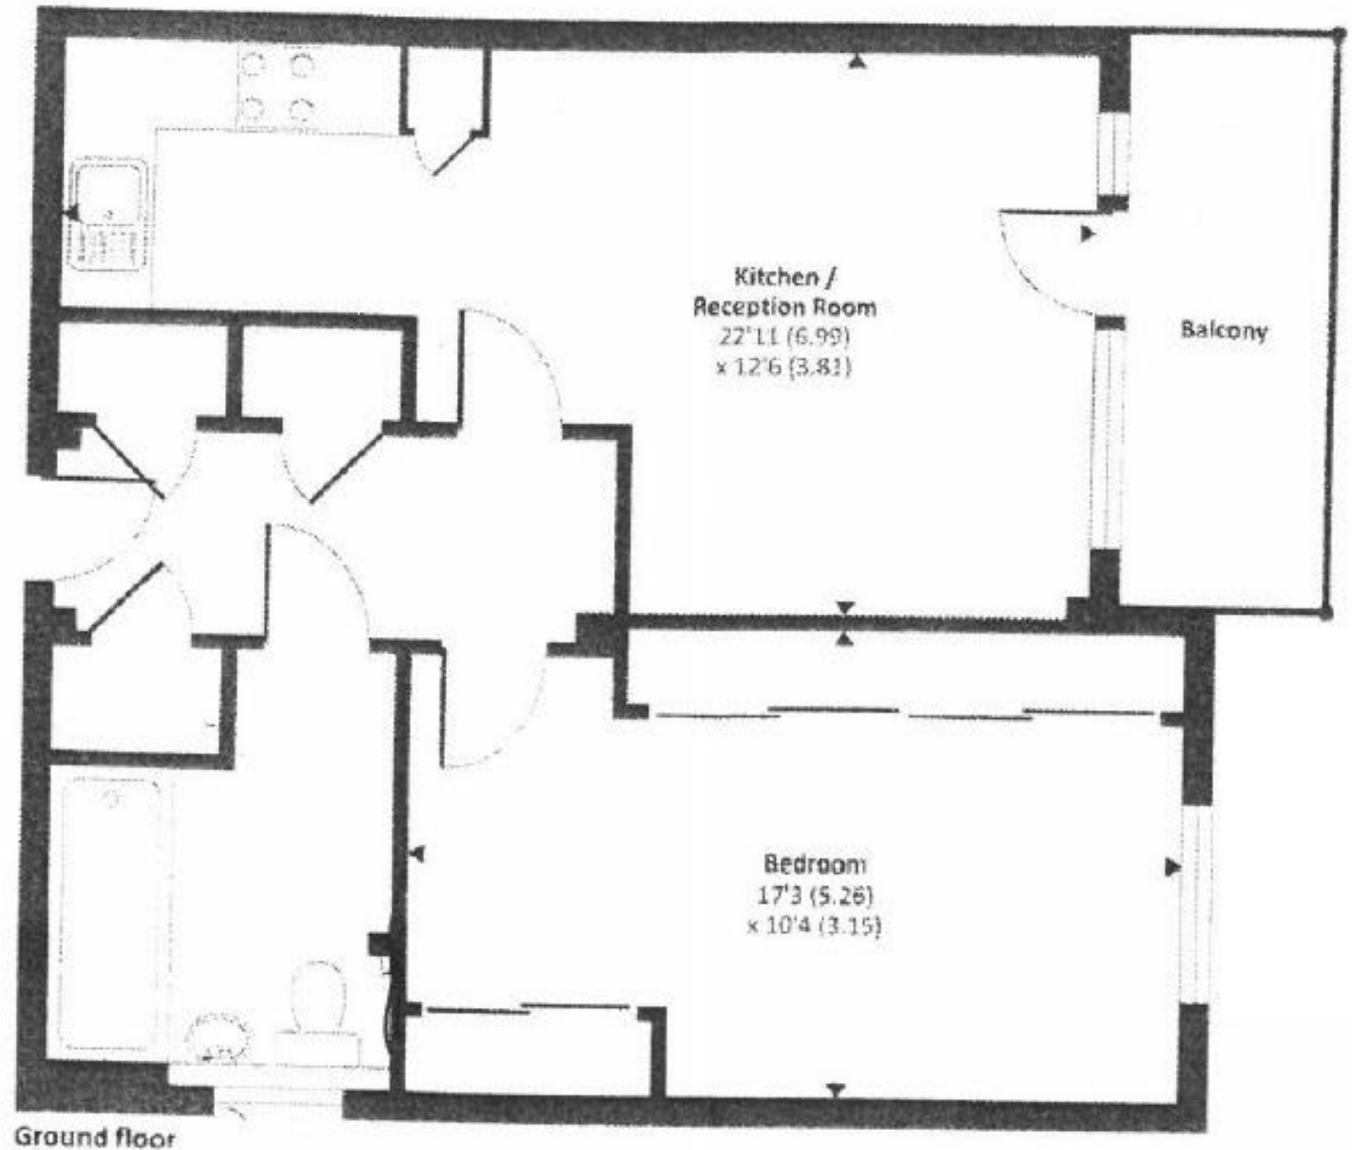 Kitchen /
Reception Room
22'11 (6.99)
x 12'6 (3.81)
Balcony
Bedroom
17'3 (5.26)
x 10'4 (3.15)
Ground floor